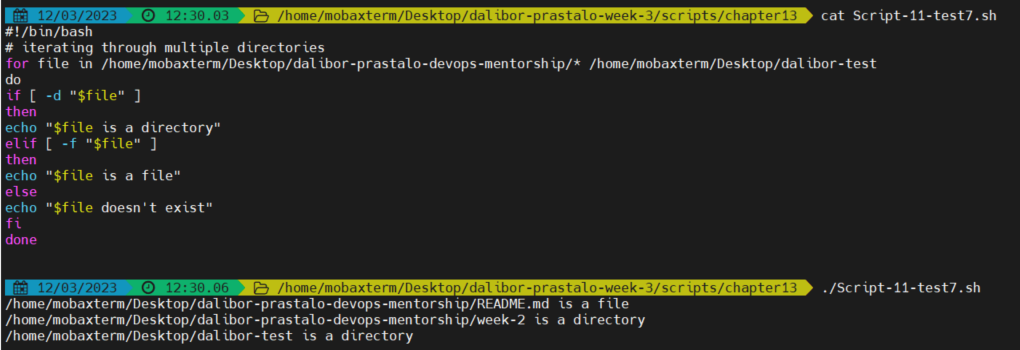 12/03/2023 12:30.03 /home/mobaxterm/Desktop/dalibor-prastalo-week-3/scripts/chapter13 cat Script-11-test7.sh
#!/bin/bash
# iterating through multiple directories
for file in /home/mobaxterm/Desktop/dalibor-prastalo-devops-mentorship/* /home/mobaxterm/Desktop/dalibor-test
do
if [ -d "$file" ]
then
echo "$file is a directory"
elif [ -f "$file" ]
then
echo "$file is a file"
else
echo "$file doesn't exist"
fi
done
12/03/2023 12:30.06 /home/mobaxterm/Desktop/dalibor-prastalo-week-3/scripts/chapter13 ./Script-11-test7.sh
/home/mobaxterm/Desktop/dalibor-prastalo-devops-mentorship/README.md is a file
/home/mobaxterm/Desktop/dalibor-prastalo-devops-mentorship/week-2 is a directory
/home/mobaxterm/Desktop/dalibor-test is a directory